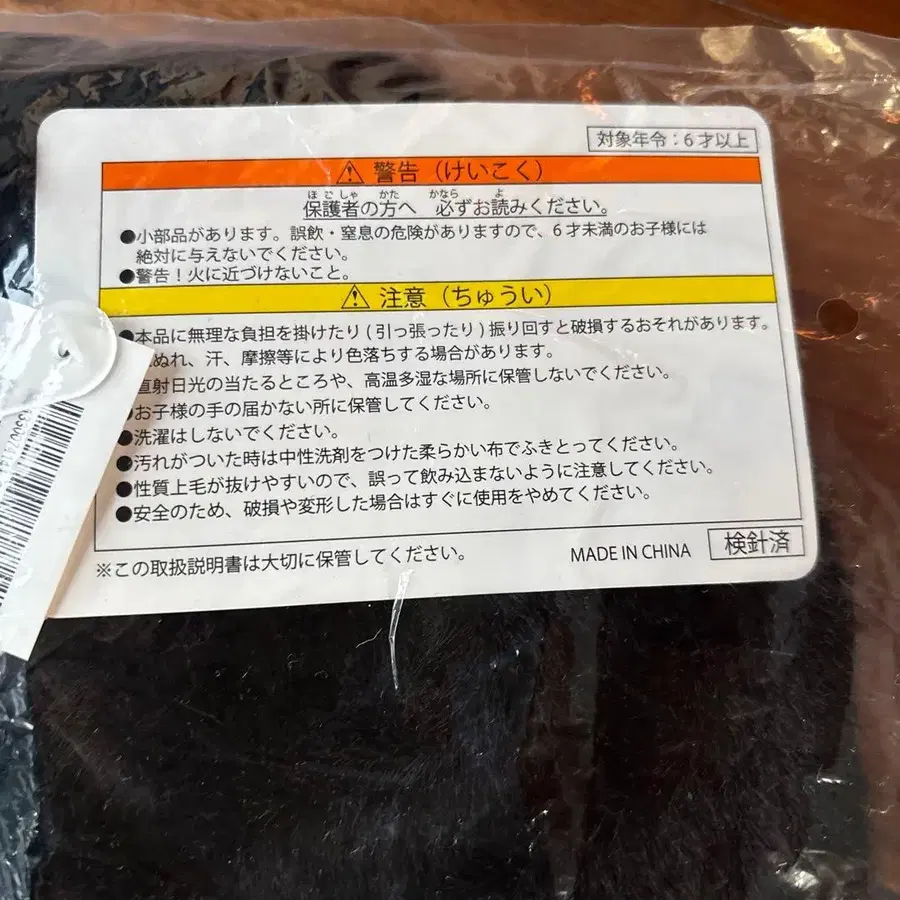 対象年令：6才以上
⚠ 警告（けいこく）
ほごしゃ かた かなら よ
保護者の方へ 必ずお読みください。
●小部品があります。誤飲・窒息の危険がありますので、6才未満のお子様には
絶対に与えないでください。
●警告！火に近づけないこと。
⚠ 注意（ちゅうい）
●本品に無理な負担を掛けたり(引っ張ったり)振り回すと破損するおそれがあります。
ぬれ、汗、摩擦等により色落ちする場合があります。
直射日光の当たるところや、高温多湿な場所に保管しないでください。
●お子様の手の届かない所に保管してください。
●洗濯はしないでください。
●汚れがついた時は中性洗剤をつけた柔らかい布でふきとってください。
●性質上毛が抜けやすいので、誤って飲み込まないように注意してください。
●安全のため、破損や変形した場合はすぐに使用をやめてください。
※この取扱説明書は大切に保管してください。
MADE IN CHINA
検針済